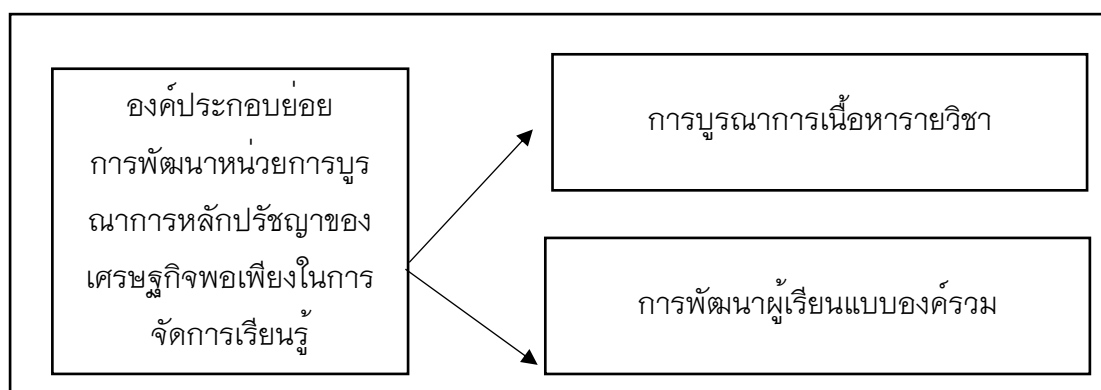 องค์ประกอบย่อย
การพัฒนาหน่วยการบูร
ณาการหลักปรัชญาของ
เศรษฐกิจพอเพียงในการ
จัดการเรียนรู้
การบูรณาการเนื้อหารายวิชา
การพัฒนาผู้เรียนแบบองค์รวม